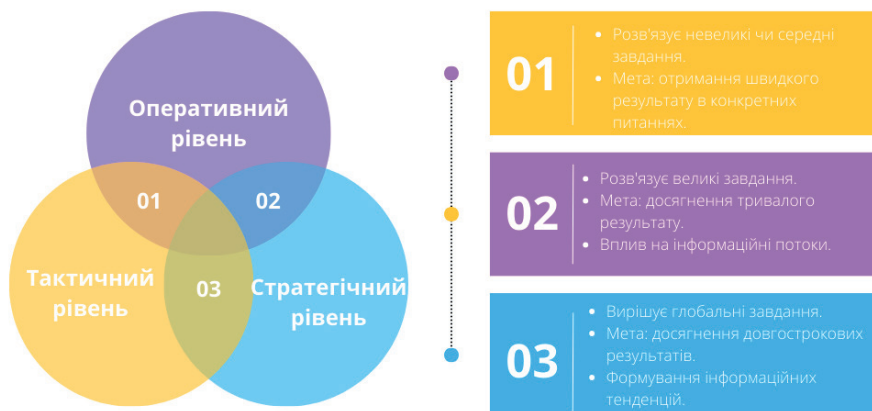 Оперативний
рівень
01
02
Тактичний
рівень
03
Стратегічний
рівень
01
• Розв'язує невеликі чи середні
завдання.
• Мета: отримання швидкого
результату в конкретних
питаннях.
02
• Розв'язує великі завдання.
• Мета: досягнення тривалого
результату.
• Вплив на інформаційні потоки.
03
• Вирішує глобальні завдання.
• Мета: досягнення довгострокових
результатів.
• Формування інформаційних
тенденцій.